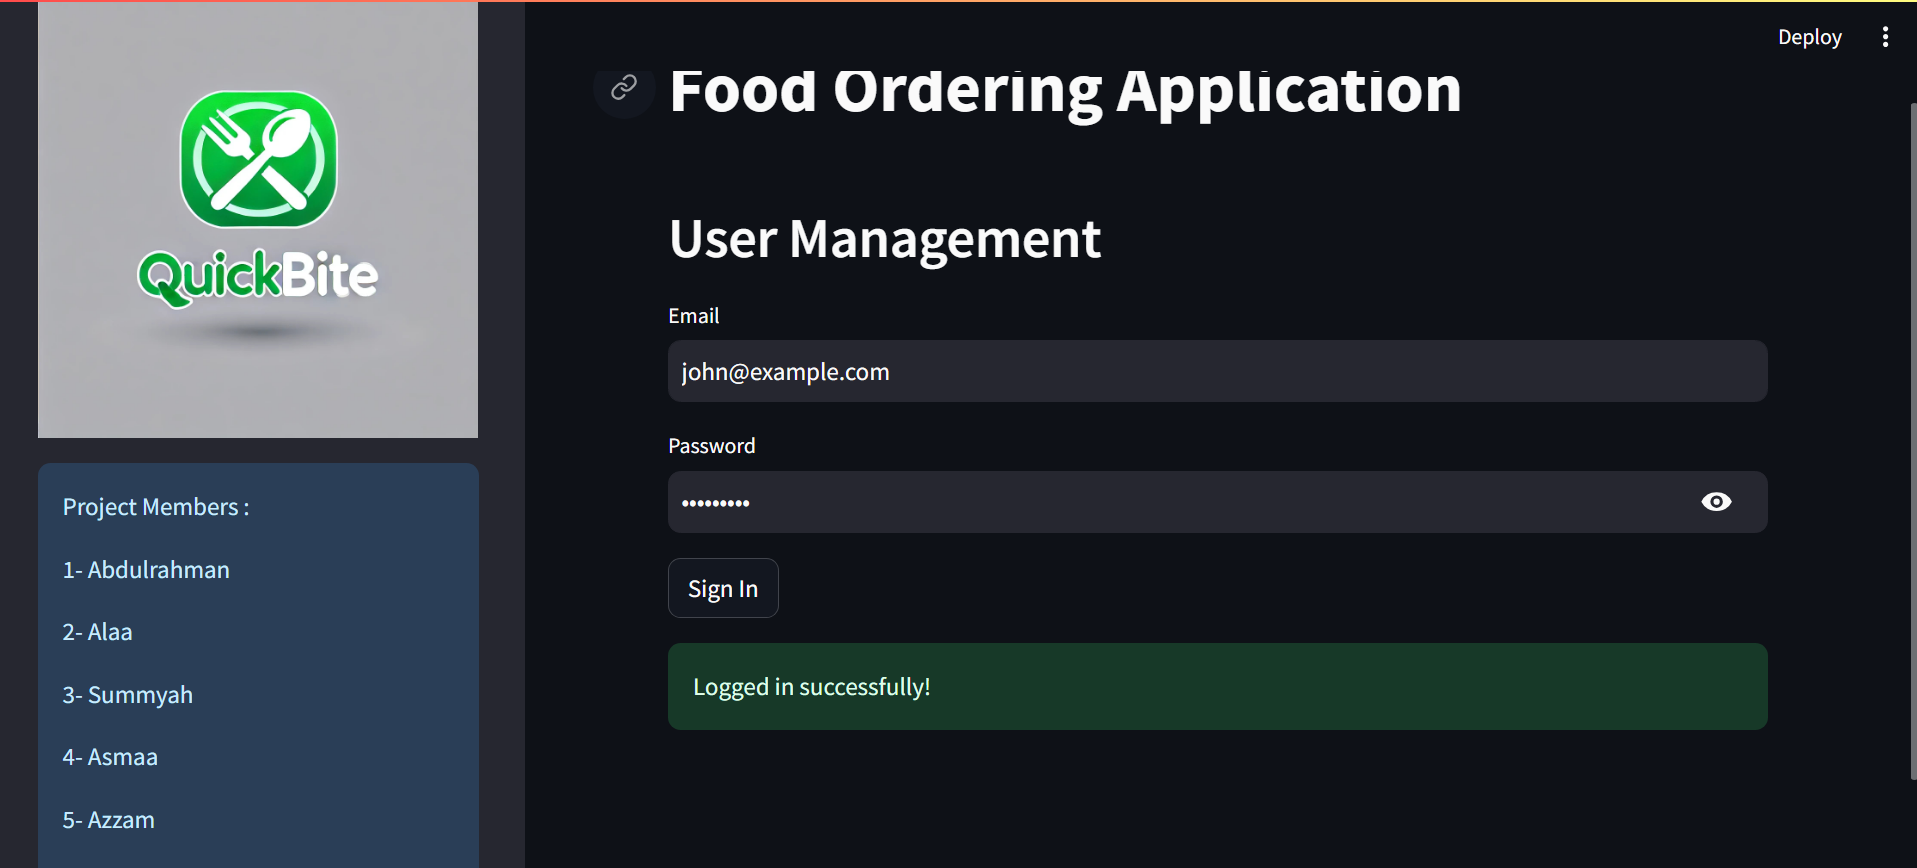 QuickBite
Project Members :
1- Abdulrahman
2- Alaa
3- Summyah
4- Asmaa
5- Azzam
Deploy
Food Ordering Application
User Management
Email
john@example.com
Password
•••••••••
Sign In
Logged in successfully!